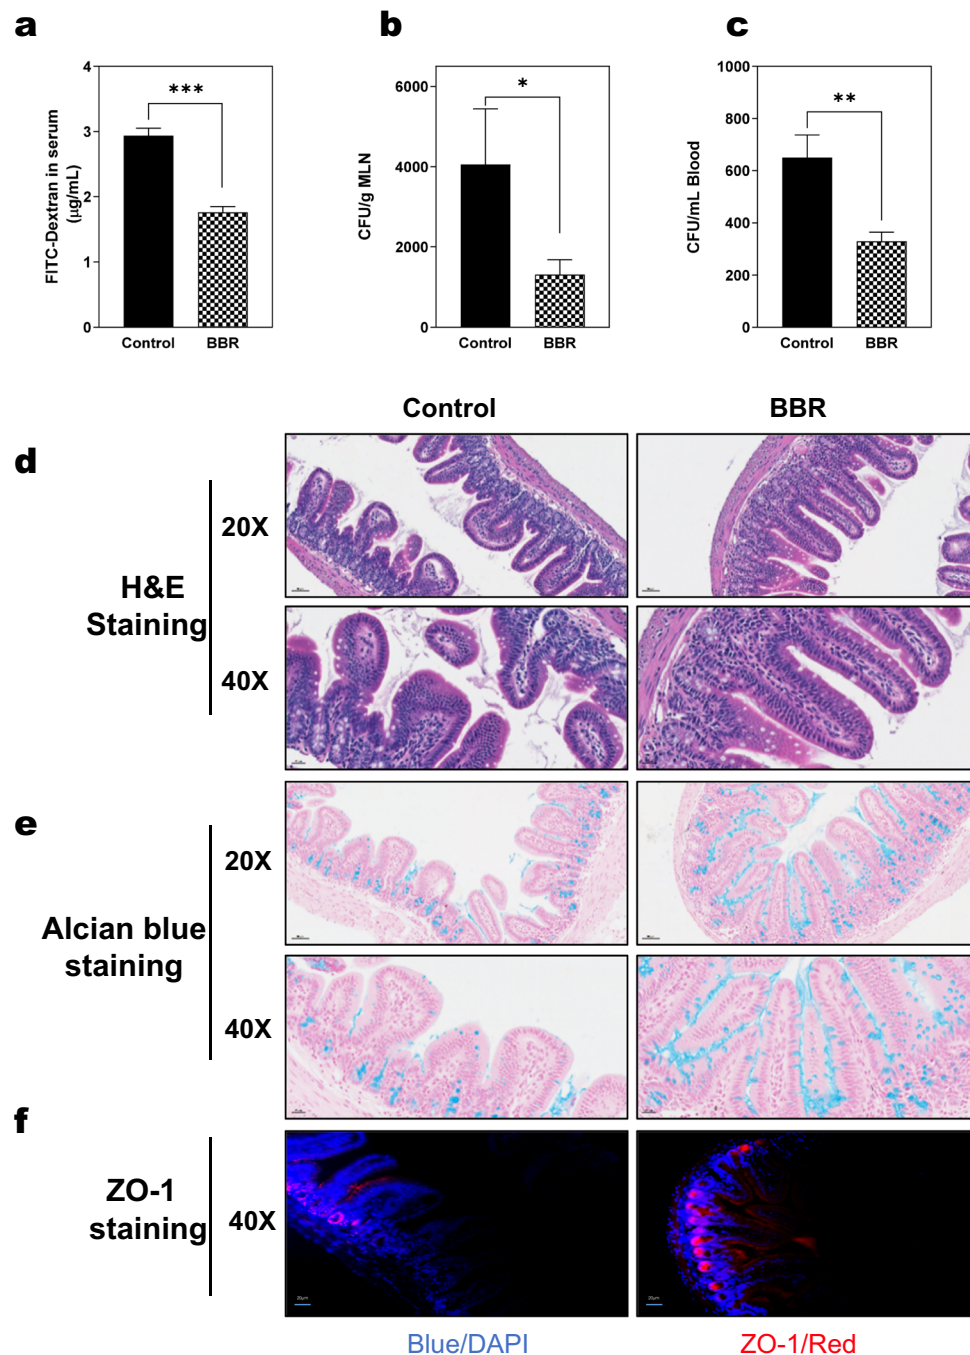 a
b
c
FITC-Dextran in serum
(µg/mL)
4
3
2
1
0
***
Control
BBR
CFU/g MLN
6000
4000
2000
0
*
Control
BBR
CFU/mL Blood
1000
800
600
400
200
0
**
Control
BBR
Control
BBR
d
20X
H&E
Staining
40X
e
20X
Alcian blue
staining
40X
f
ZO-1
staining
40X
20µm
20µm
Blue/DAPI
ZO-1/Red